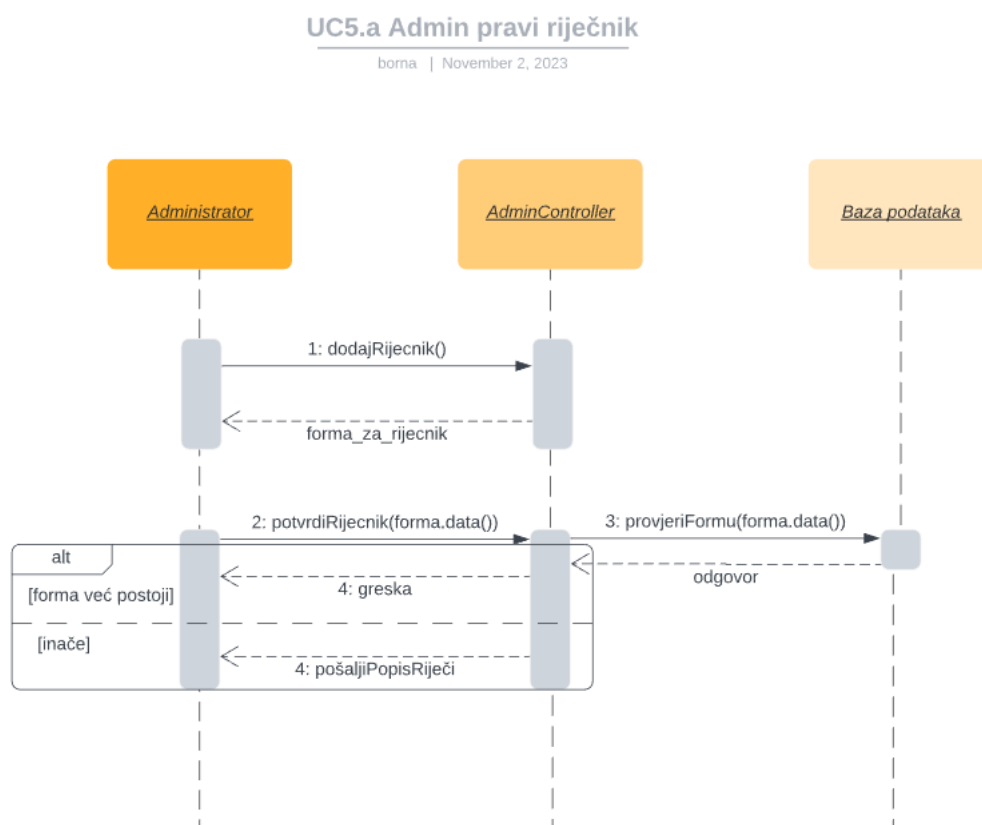 UC5.a Admin pravi riječnik
borna | November 2, 2023
Administrator
AdminController
Baza podataka
1: dodajRijecnik()
forma_za_rijecnik
2: potvrdiRijecnik(forma.data())
3: provjeriFormu(forma.data())
alt
odgovor
4: greska
[forma već postoji]
[inače]
4: pošaljiPopisRiječi